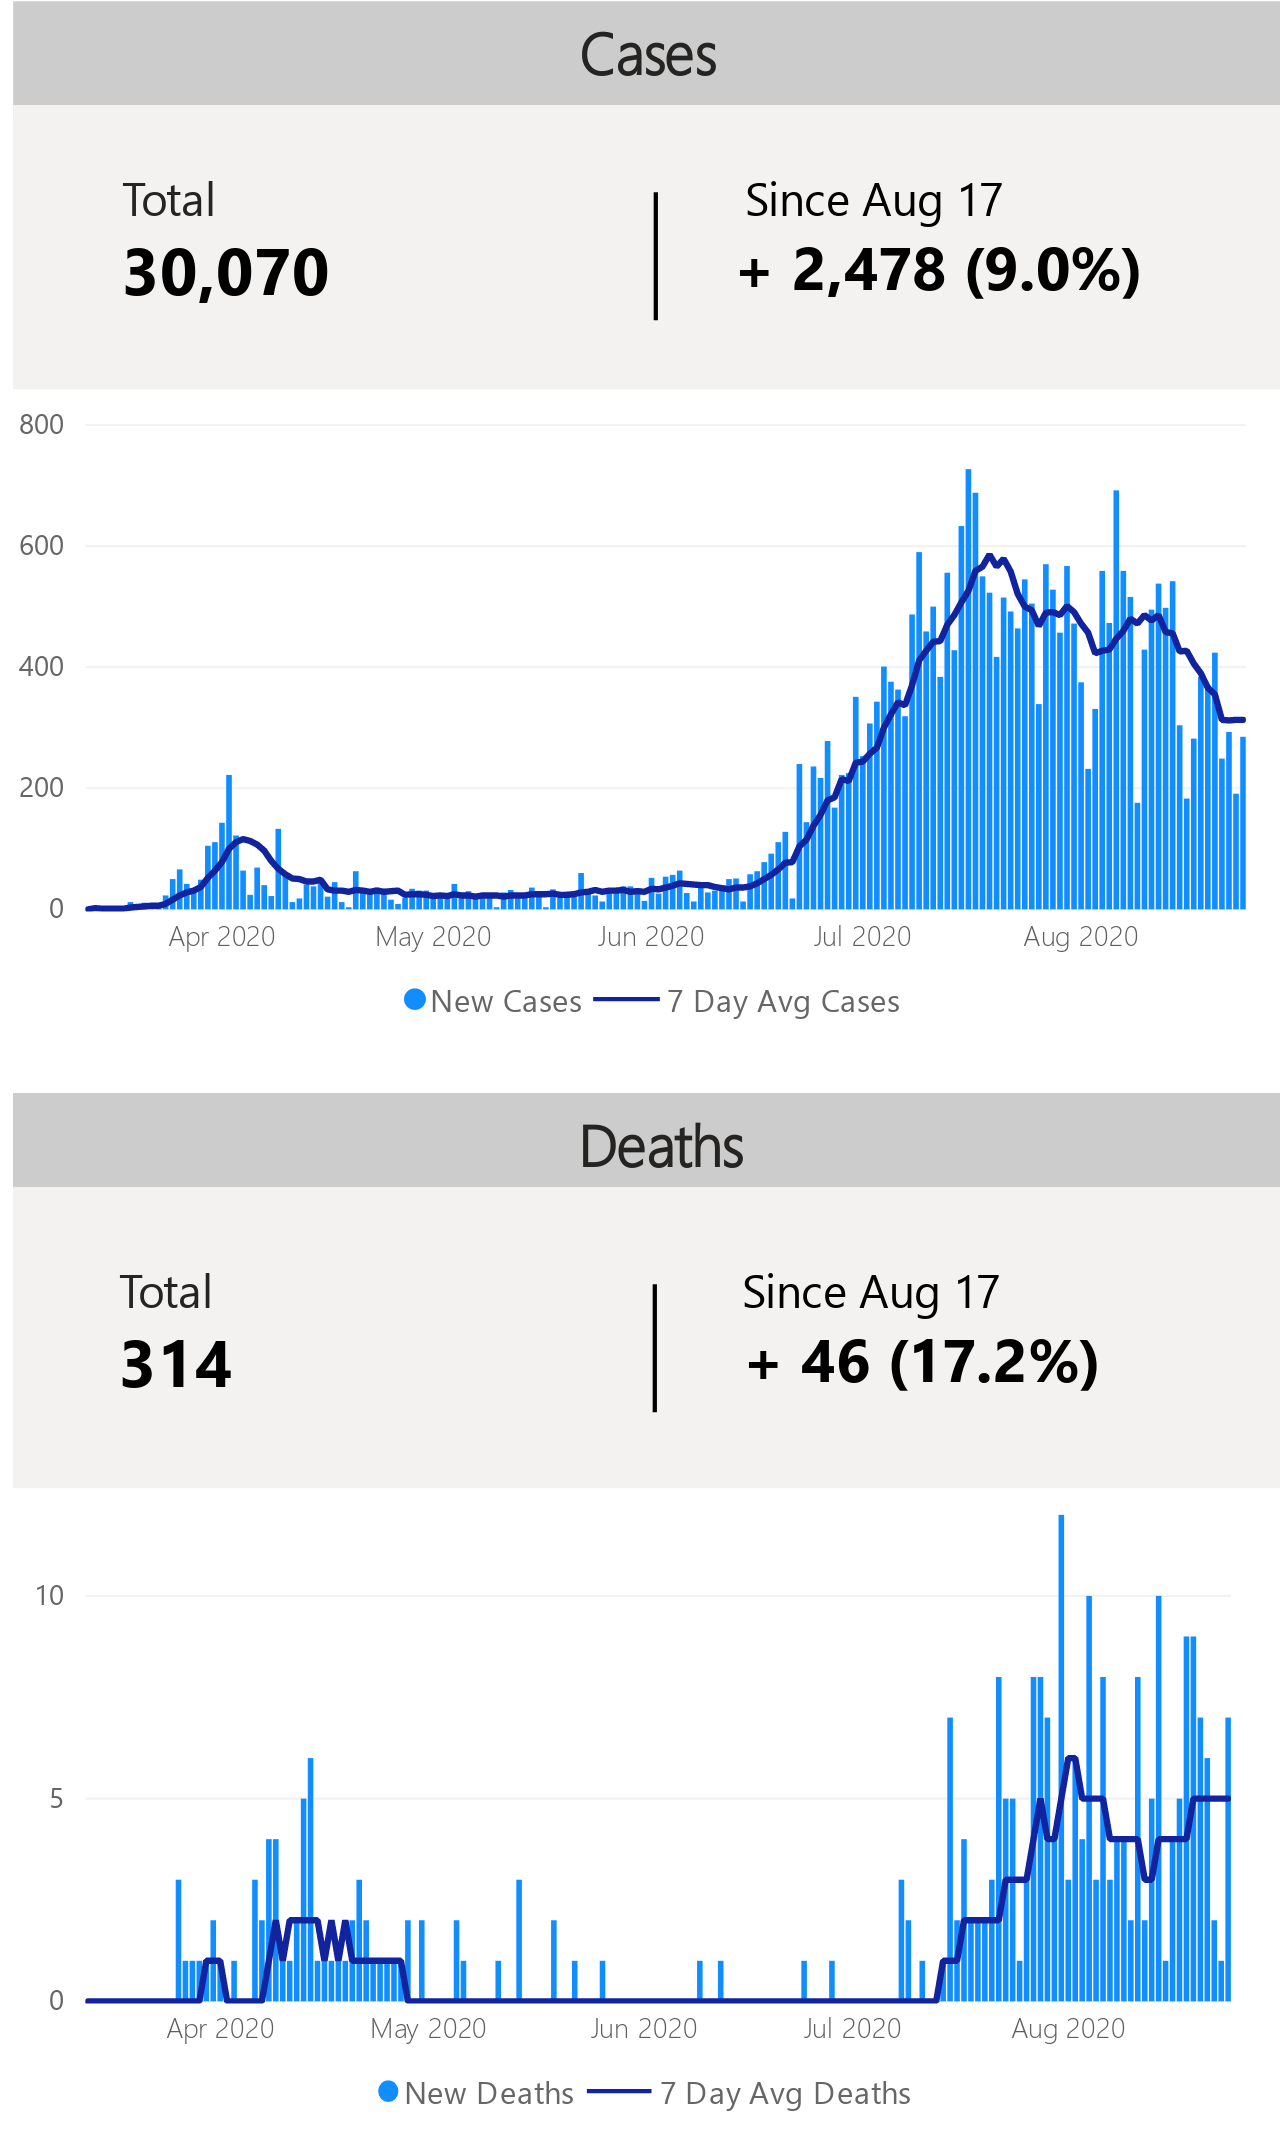 Cases
Total
Since Aug 17
30,070
+ 2,478 (9.0%)
800
600
400
200
0
Apr 2020
May 2020
Jun 2020
Jul 2020
Aug 2020
New Cases
7 Day Avg Cases
Deaths
Total
Since Aug 17
314
+ 46 (17.2%)
10
5
0
Apr 2020
May 2020
Jun 2020
Jul 2020
Aug 2020
New Deaths
7 Day Avg Deaths